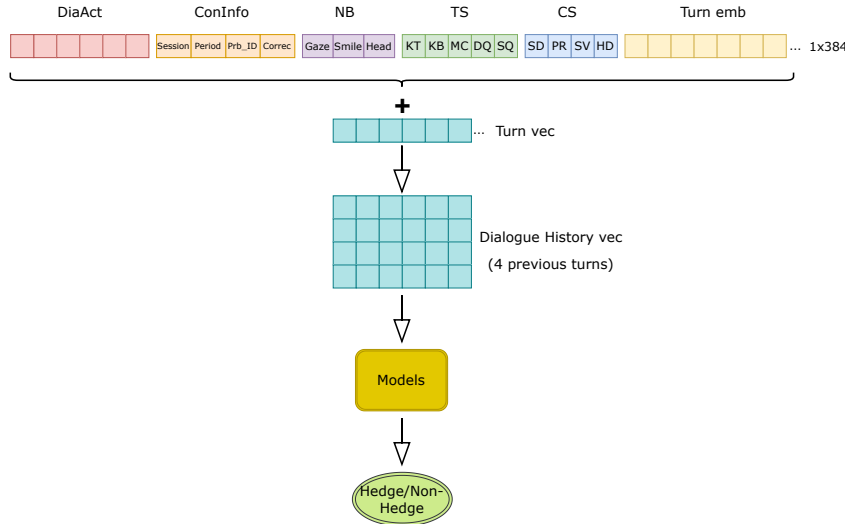 DiaAct ConInfo NB TS CS Turn emb
Session Period Prb_ID Correc Gaze Smile Head KT KB MC DQ SQ SD PR SV HD ... 1x384
+
... Turn vec
Dialogue History vec
(4 previous turns)
Models
Hedge/Non-
Hedge